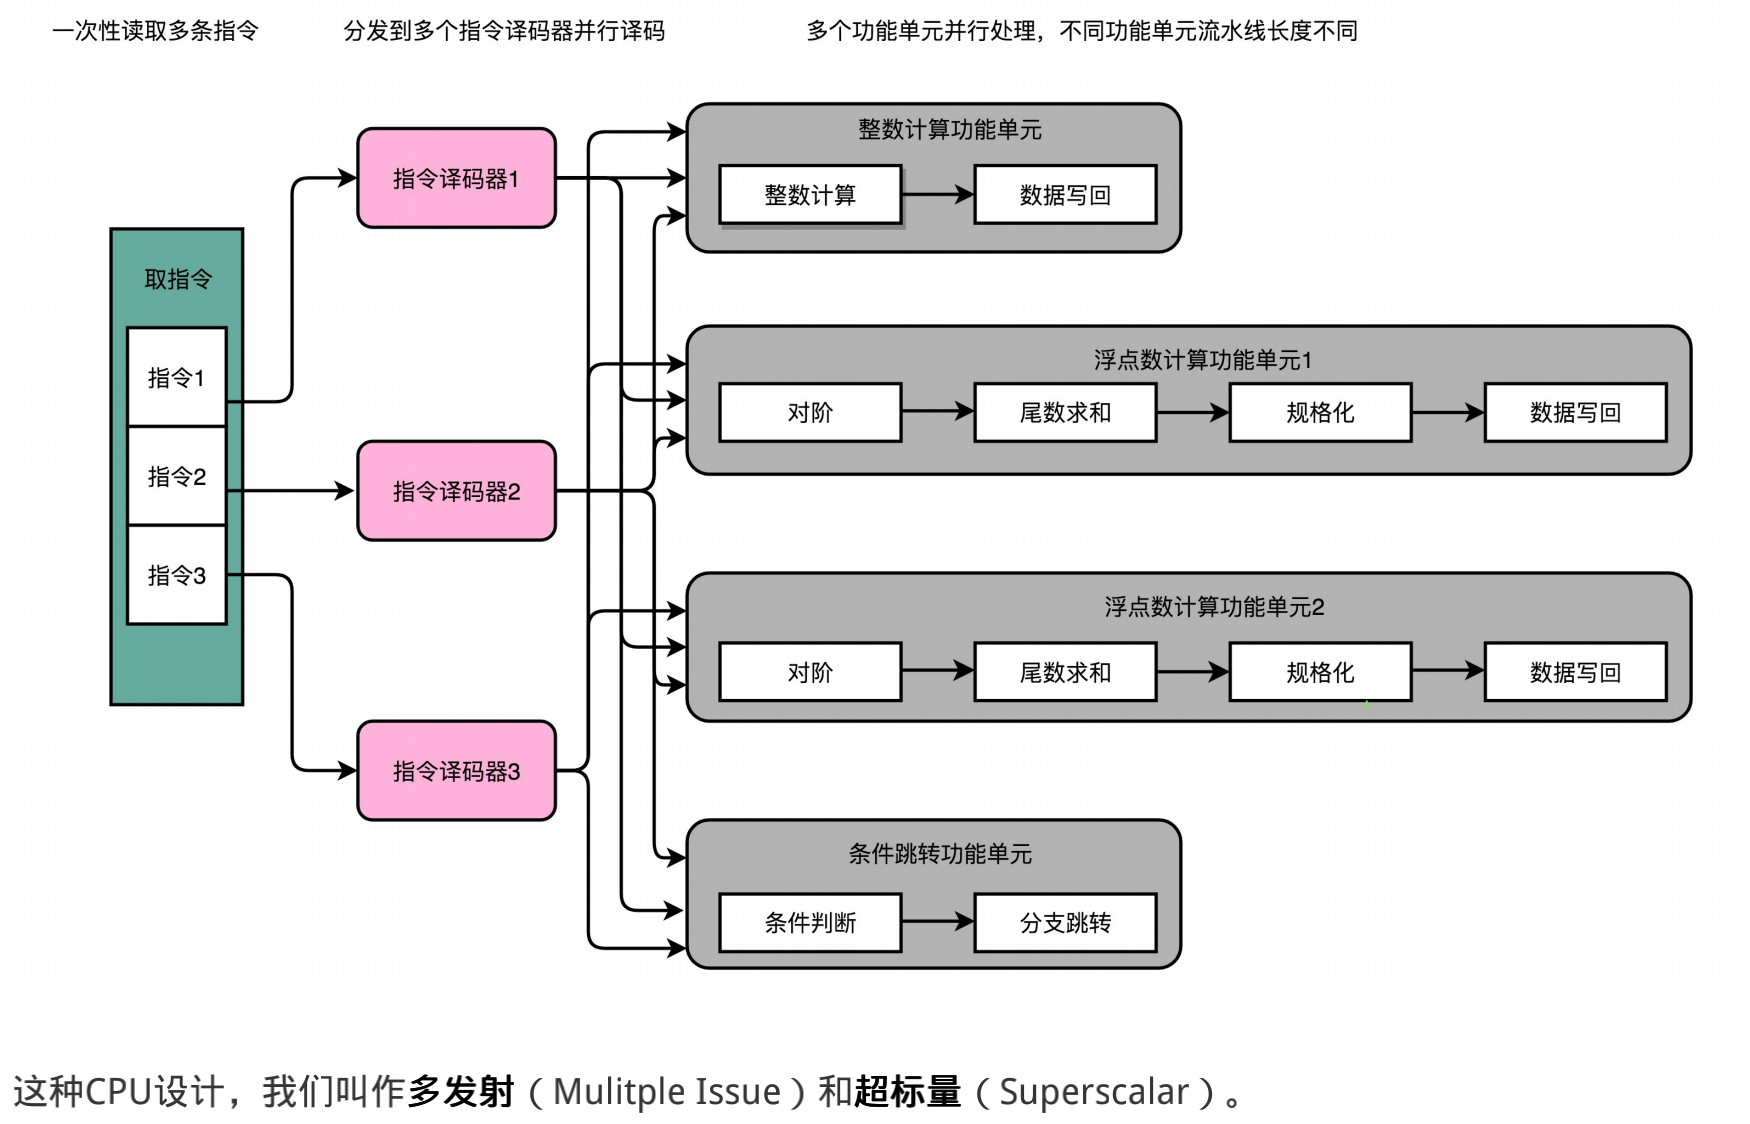 一次性读取多条指令
分发到多个指令译码器并行译码
多个功能单元并行处理，不同功能单元流水线长度不同
取指令
指令1
指令2
指令3
指令译码器1
指令译码器2
指令译码器3
整数计算功能单元
整数计算
数据写回
浮点数计算功能单元1
对阶
尾数求和
规格化
数据写回
浮点数计算功能单元2
对阶
尾数求和
规格化
数据写回
条件跳转功能单元
条件判断
分支跳转
这种CPU设计，我们叫作多发射（Mulitple Issue）和超标量（Superscalar）。